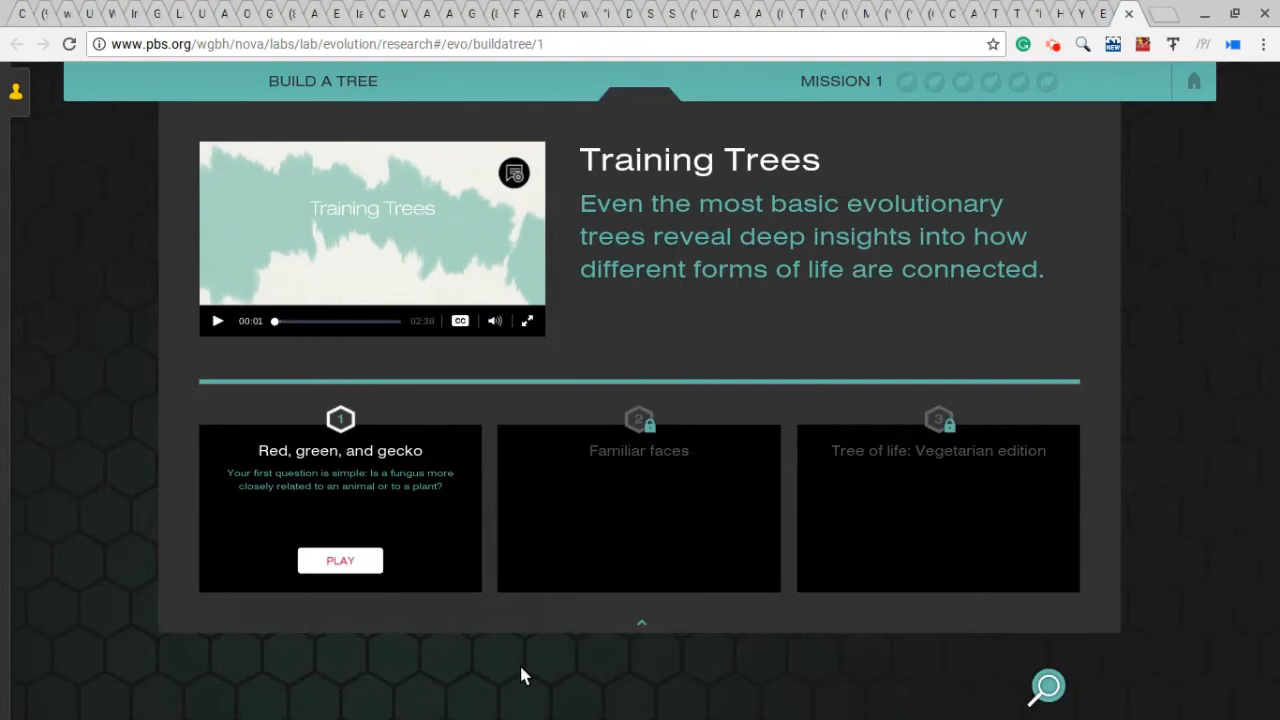 C ( w U W Ir G L U A O G (& A E la C V A A G (& F A (& w "i D S S (' D A A ( T ( ( M (' (' ( C A T T "i H Y E
www.pbs.org/wgbh/nova/labs/lab/evolution/research#/evo/buildatree/1
NEW
BUILD A TREE
MISSION 1
Training Trees
Training Trees
Even the most basic evolutionary
trees reveal deep insights into how
different forms of life are connected.
00:01
02:38
CC
1
2
3
Red, green, and gecko
Familiar faces
Tree of life: Vegetarian edition
Your first question is simple: Is a fungus more
closely related to an animal or to a plant?
PLAY